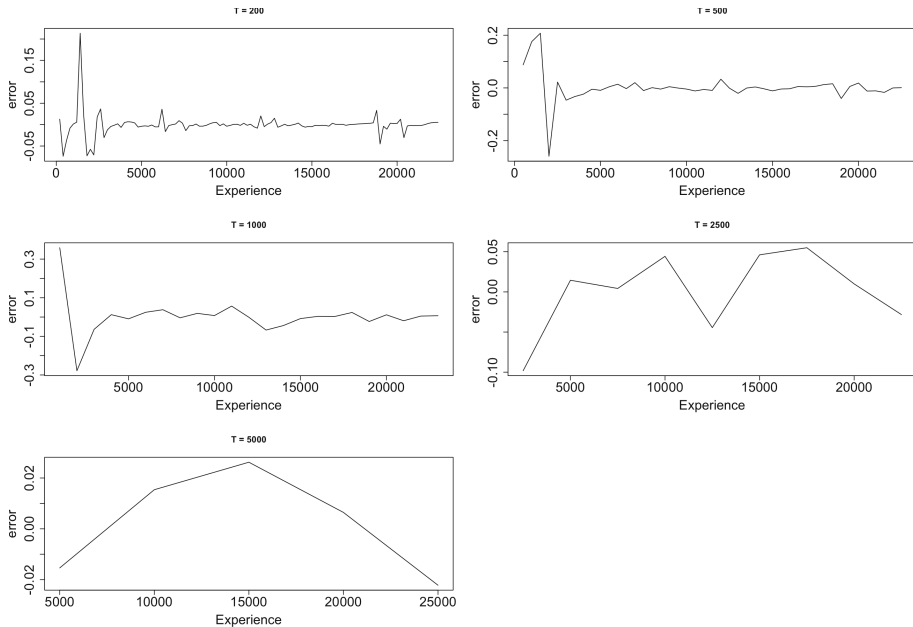 T = 200
error
0.15
0.05
-0.05
0 5000 10000 15000 20000
Experience
T = 500
error
0.2
0.0
-0.2
0 5000 10000 15000 20000
Experience
T = 1000
error
0.3
0.1
-0.1
-0.3
5000 10000 15000 20000
Experience
T = 2500
error
0.05
0.00
-0.10
5000 10000 15000 20000
Experience
T = 5000
error
0.02
0.00
-0.02
5000 10000 15000 20000 25000
Experience